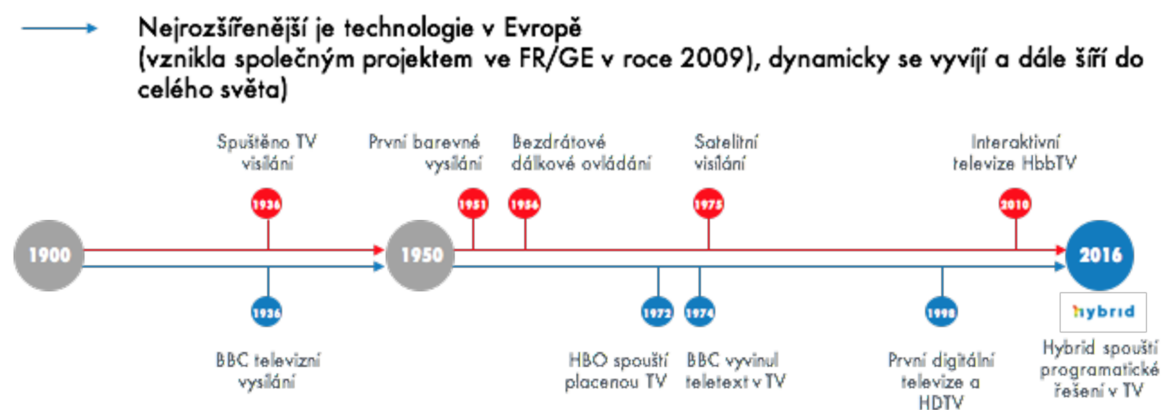 Nejrozšířenější je technologie v Evropě
(vznikla společným projektem ve FR/GE v roce 2009), dynamicky se vyvíjí a dále šíří do
celého světa)
Spuštěno TV
visílání
První barevné
vysílání
Bezdrátové
dálkové ovládání
Satelitní
visílání
Interaktivní
televize HbbTV
1936
1951
1956
1975
2010
1900
1950
2016
1936
1972
1974
1998
hybrid
BBC televizní
vysílání
HBO spouští
placenou TV
BBC vyvinul
teletext v TV
První digitální
televize a
HDTV
Hybrid spouští
programatické
řešení v TV